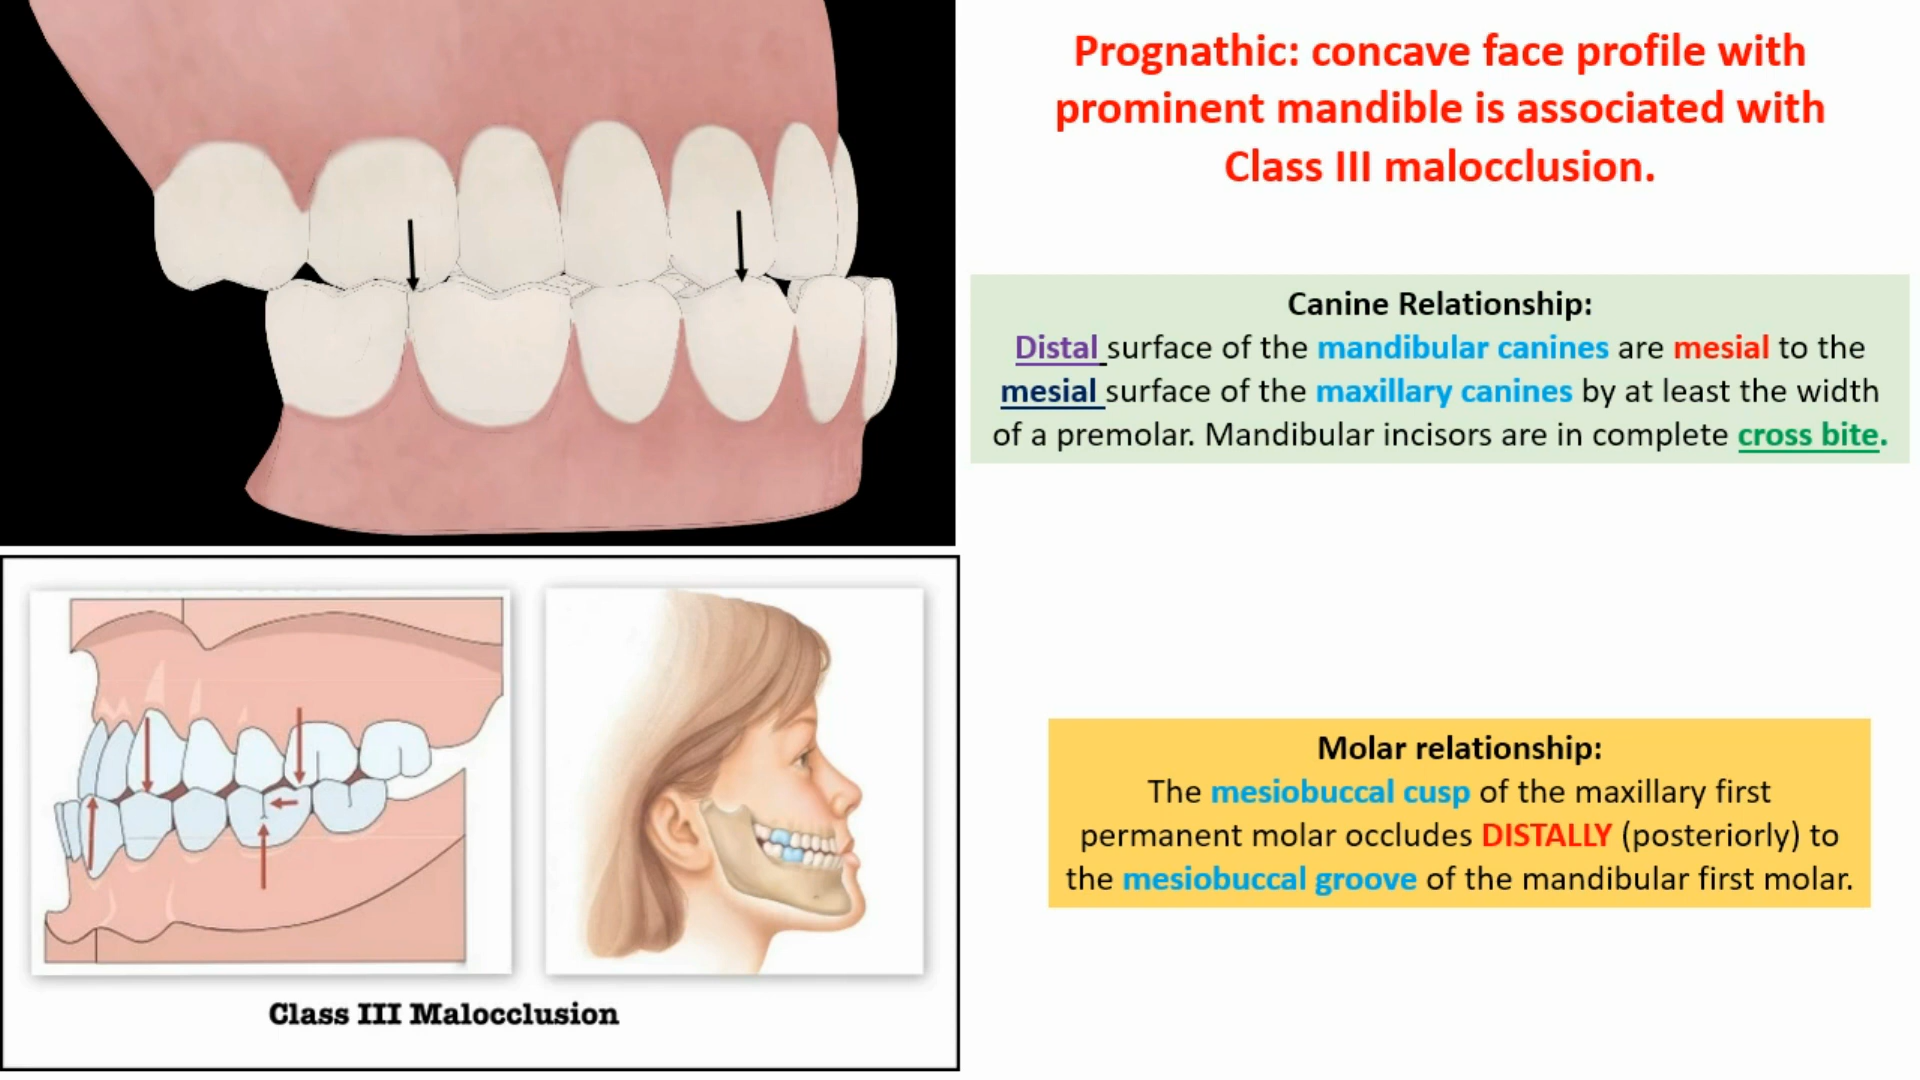 Prognathic: concave face profile with
prominent mandible is associated with
Class III malocclusion.
Canine Relationship:
Distal surface of the mandibular canines are mesial to the
mesial surface of the maxillary canines by at least the width
of a premolar. Mandibular incisors are in complete cross bite.
Molar relationship:
The mesiobuccal cusp of the maxillary first
permanent molar occludes DISTALLY (posteriorly) to
the mesiobuccal groove of the mandibular first molar.
Class III Malocclusion